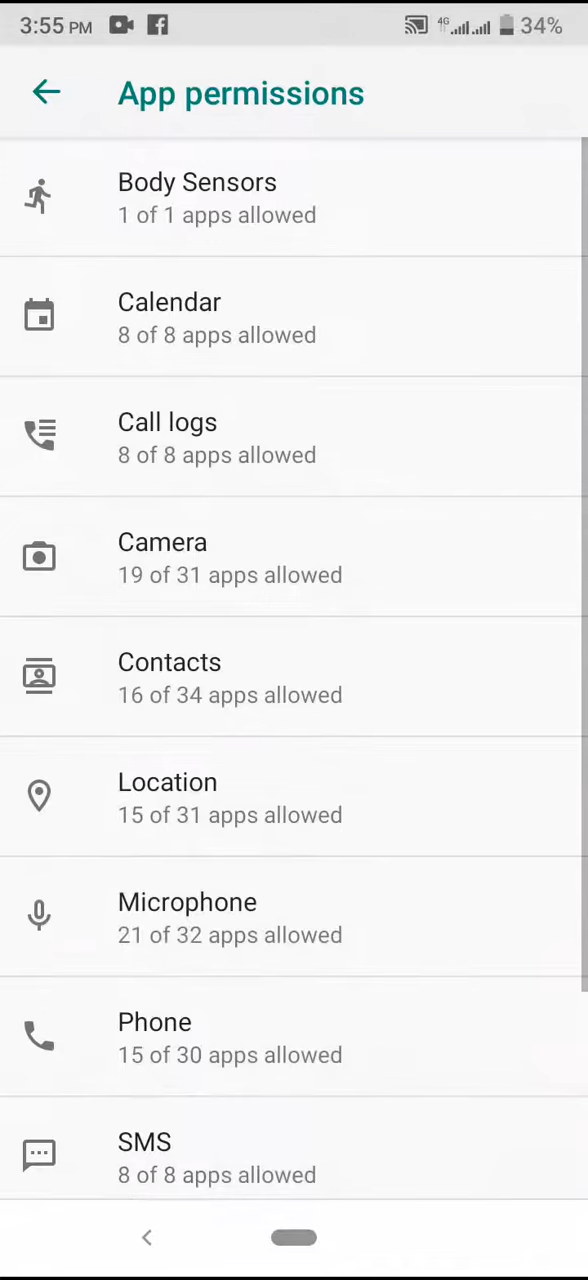 3:55 PM 4G 34%
App permissions
Body Sensors
1 of 1 apps allowed
Calendar
8 of 8 apps allowed
Call logs
8 of 8 apps allowed
Camera
19 of 31 apps allowed
Contacts
16 of 34 apps allowed
Location
15 of 31 apps allowed
Microphone
21 of 32 apps allowed
Phone
15 of 30 apps allowed
SMS
8 of 8 apps allowed